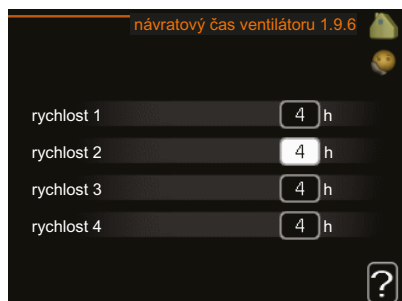 návratový čas ventilátoru 1.9.6
rychlost 1 4 h
rychlost 2 4 h
rychlost 3 4 h
rychlost 4 4 h
?